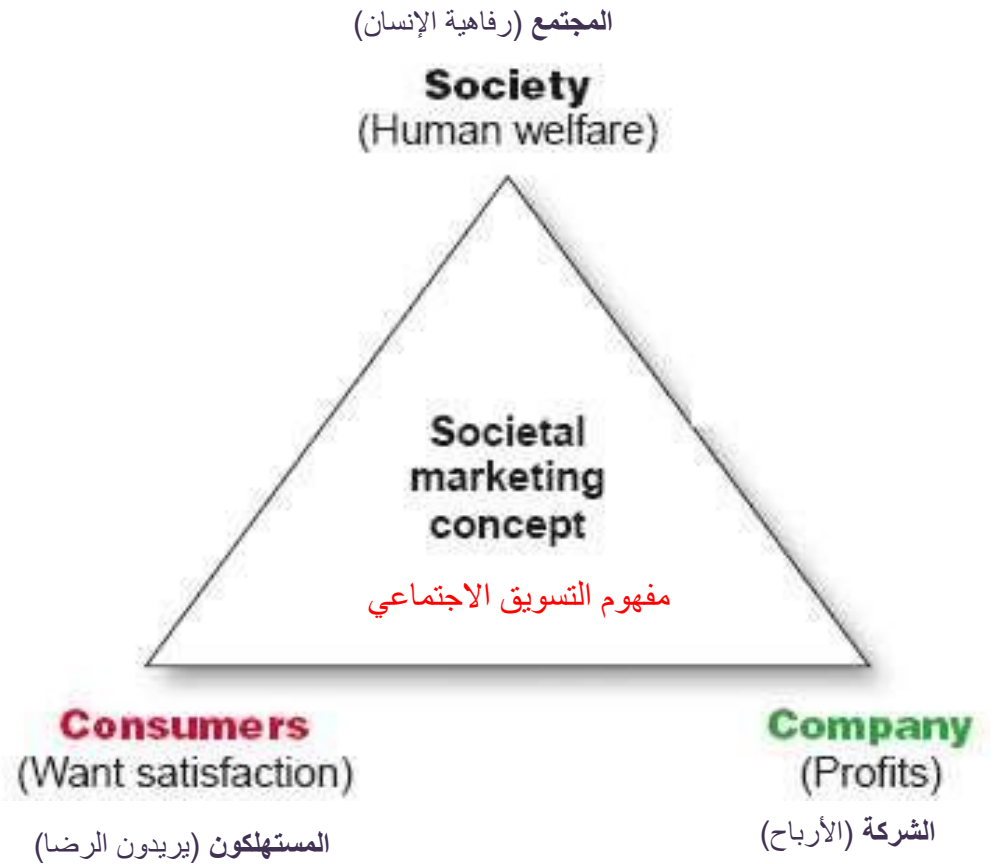 المجتمع (رفاهية الإنسان)
Society
(Human welfare)
Societal
marketing
concept
مفهوم التسويق الاجتماعي
Consumers
(Want satisfaction)
المستهلكون (يريدون الرضا)
Company
(Profits)
الشركة (الأرباح)